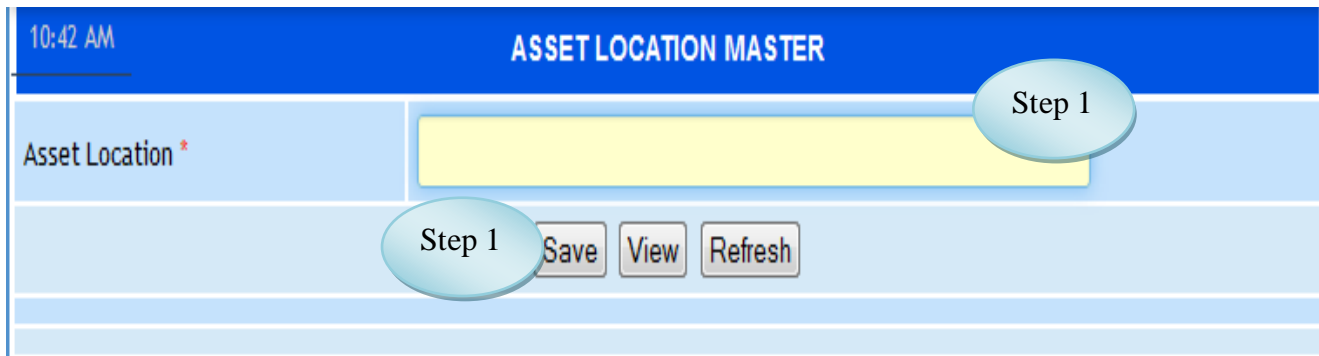 10:42 AM
ASSET LOCATION MASTER
Step 1
Asset Location *
Step 1
Save View Refresh